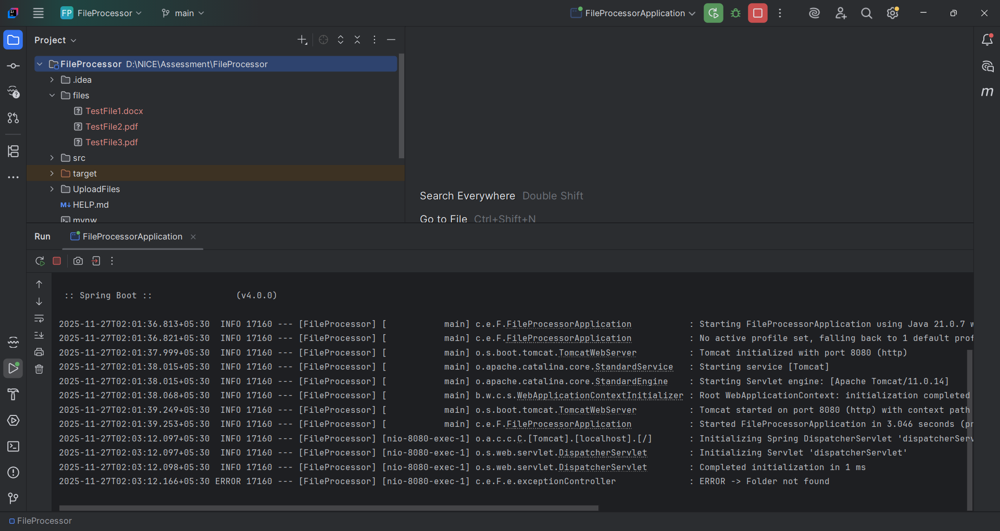 FP FileProcessor main FileProcessorApplication
Project
FileProcessor D:\NICE\Assessment\FileProcessor
.idea
files
TestFile1.docx
TestFile2.pdf
TestFile3.pdf
src
target
UploadFiles
M↓ HELP.md
mvnw
Search Everywhere Double Shift
Go to File Ctrl+Shift+N
m
Run FileProcessorApplication
:: Spring Boot :: (v4.0.0)
2025-11-27T02:01:36.813+05:30 INFO 17160 --- [FileProcessor] [ main] c.e.F.FileProcessorApplication : Starting FileProcessorApplication using Java 21.0.7 w
2025-11-27T02:01:36.821+05:30 INFO 17160 --- [FileProcessor] [ main] c.e.F.FileProcessorApplication : No active profile set, falling back to 1 default prof
2025-11-27T02:01:37.999+05:30 INFO 17160 --- [FileProcessor] [ main] o.s.boot.tomcat.TomcatWebServer : Tomcat initialized with port 8080 (http)
2025-11-27T02:01:38.015+05:30 INFO 17160 --- [FileProcessor] [ main] o.apache.catalina.core.StandardService : Starting service [Tomcat]
2025-11-27T02:01:38.015+05:30 INFO 17160 --- [FileProcessor] [ main] o.apache.catalina.core.StandardEngine : Starting Servlet engine: [Apache Tomcat/11.0.14]
2025-11-27T02:01:38.068+05:30 INFO 17160 --- [FileProcessor] [ main] b.w.c.s.WebApplicationContextInitializer : Root WebApplicationContext: initialization completed
2025-11-27T02:01:39.249+05:30 INFO 17160 --- [FileProcessor] [ main] o.s.boot.tomcat.TomcatWebServer : Tomcat started on port 8080 (http) with context path
2025-11-27T02:01:39.253+05:30 INFO 17160 --- [FileProcessor] [ main] c.e.F.FileProcessorApplication : Started FileProcessorApplication in 3.046 seconds (pr
2025-11-27T02:03:12.097+05:30 INFO 17160 --- [FileProcessor] [nio-8080-exec-1] o.a.c.c.C.[Tomcat].[localhost].[/] : Initializing Spring DispatcherServlet 'dispatcherServ
2025-11-27T02:03:12.097+05:30 INFO 17160 --- [FileProcessor] [nio-8080-exec-1] o.s.web.servlet.DispatcherServlet : Initializing Servlet 'dispatcherServlet'
2025-11-27T02:03:12.098+05:30 INFO 17160 --- [FileProcessor] [nio-8080-exec-1] o.s.web.servlet.DispatcherServlet : Completed initialization in 1 ms
2025-11-27T02:03:12.166+05:30 ERROR 17160 --- [FileProcessor] [nio-8080-exec-1] c.e.F.e.exceptionController : ERROR -> Folder not found
FileProcessor